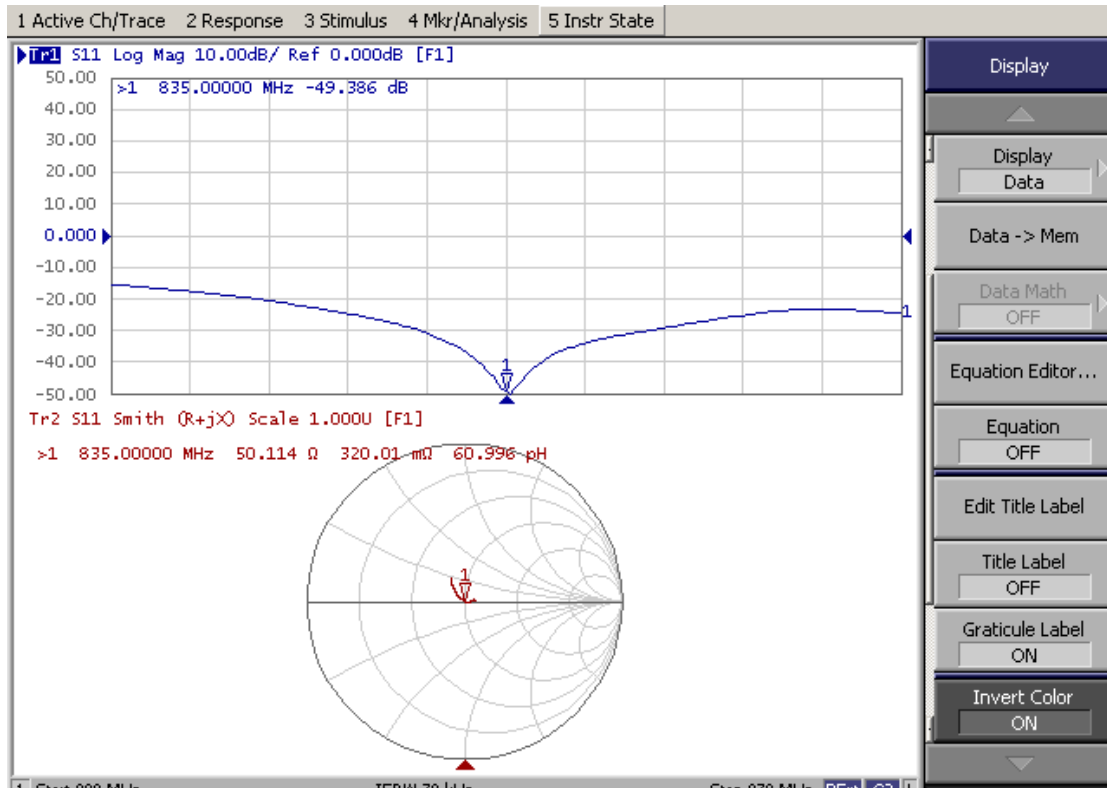 1 Active Ch/Trace 2 Response 3 Stimulus 4 Mkr/Analysis 5 Instr State
Tr1 S11 Log Mag 10.00dB/ Ref 0.000dB [F1]
50.00
>1 835.00000 MHz -49.386 dB
40.00
30.00
20.00
10.00
0.000
-10.00
-20.00
-30.00
-40.00
-50.00
1
1
Tr2 S11 Smith (R+jX) Scale 1.000U [F1]
>1 835.00000 MHz 50.114 Ω 320.01 mΩ 60.996 pH
1
Display
Display
Data
Data -> Mem
Data Math
OFF
Equation Editor...
Equation
OFF
Edit Title Label
Title Label
OFF
Graticule Label
ON
Invert Color
ON